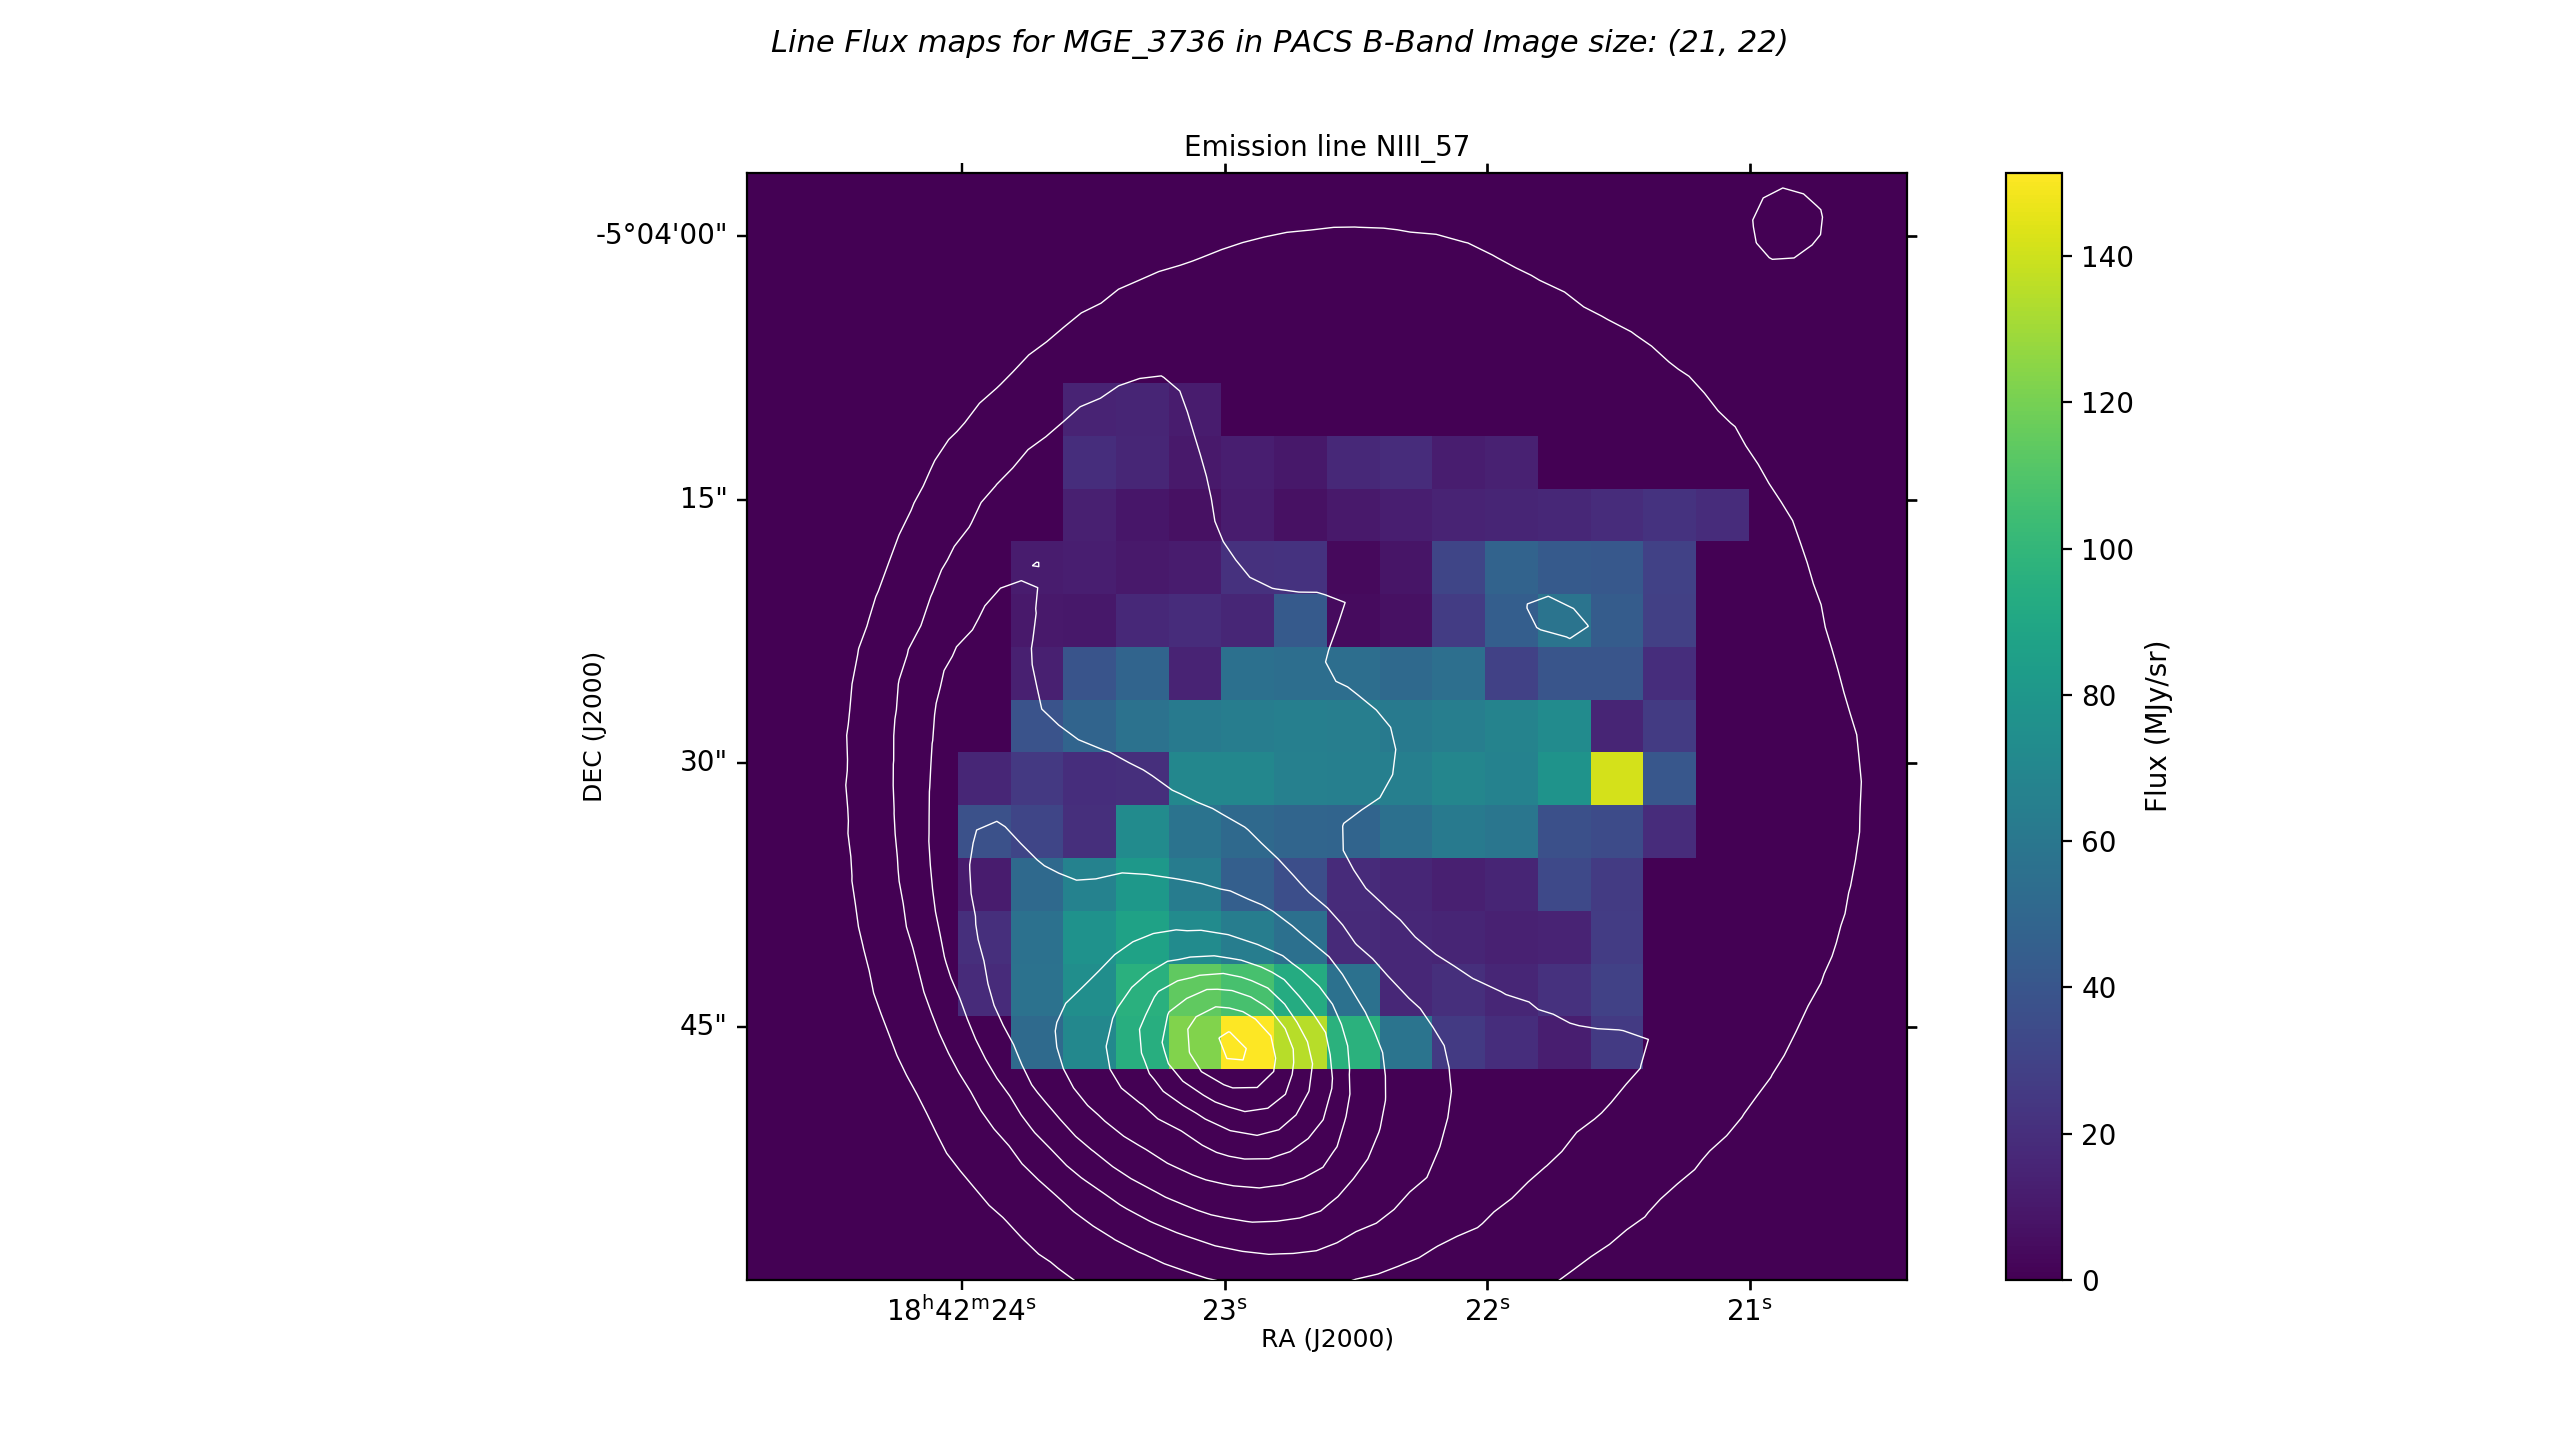 Line Flux maps for MGE_3736 in PACS B-Band Image size: (21, 22)
Emission line NIII_57
-5°04'00"
15"
30"
45"
DEC (J2000)
18ʰ42ᵐ24ˢ
23ˢ
22ˢ
21ˢ
RA (J2000)
140
120
100
80
60
40
20
0
Flux (MJy/sr)